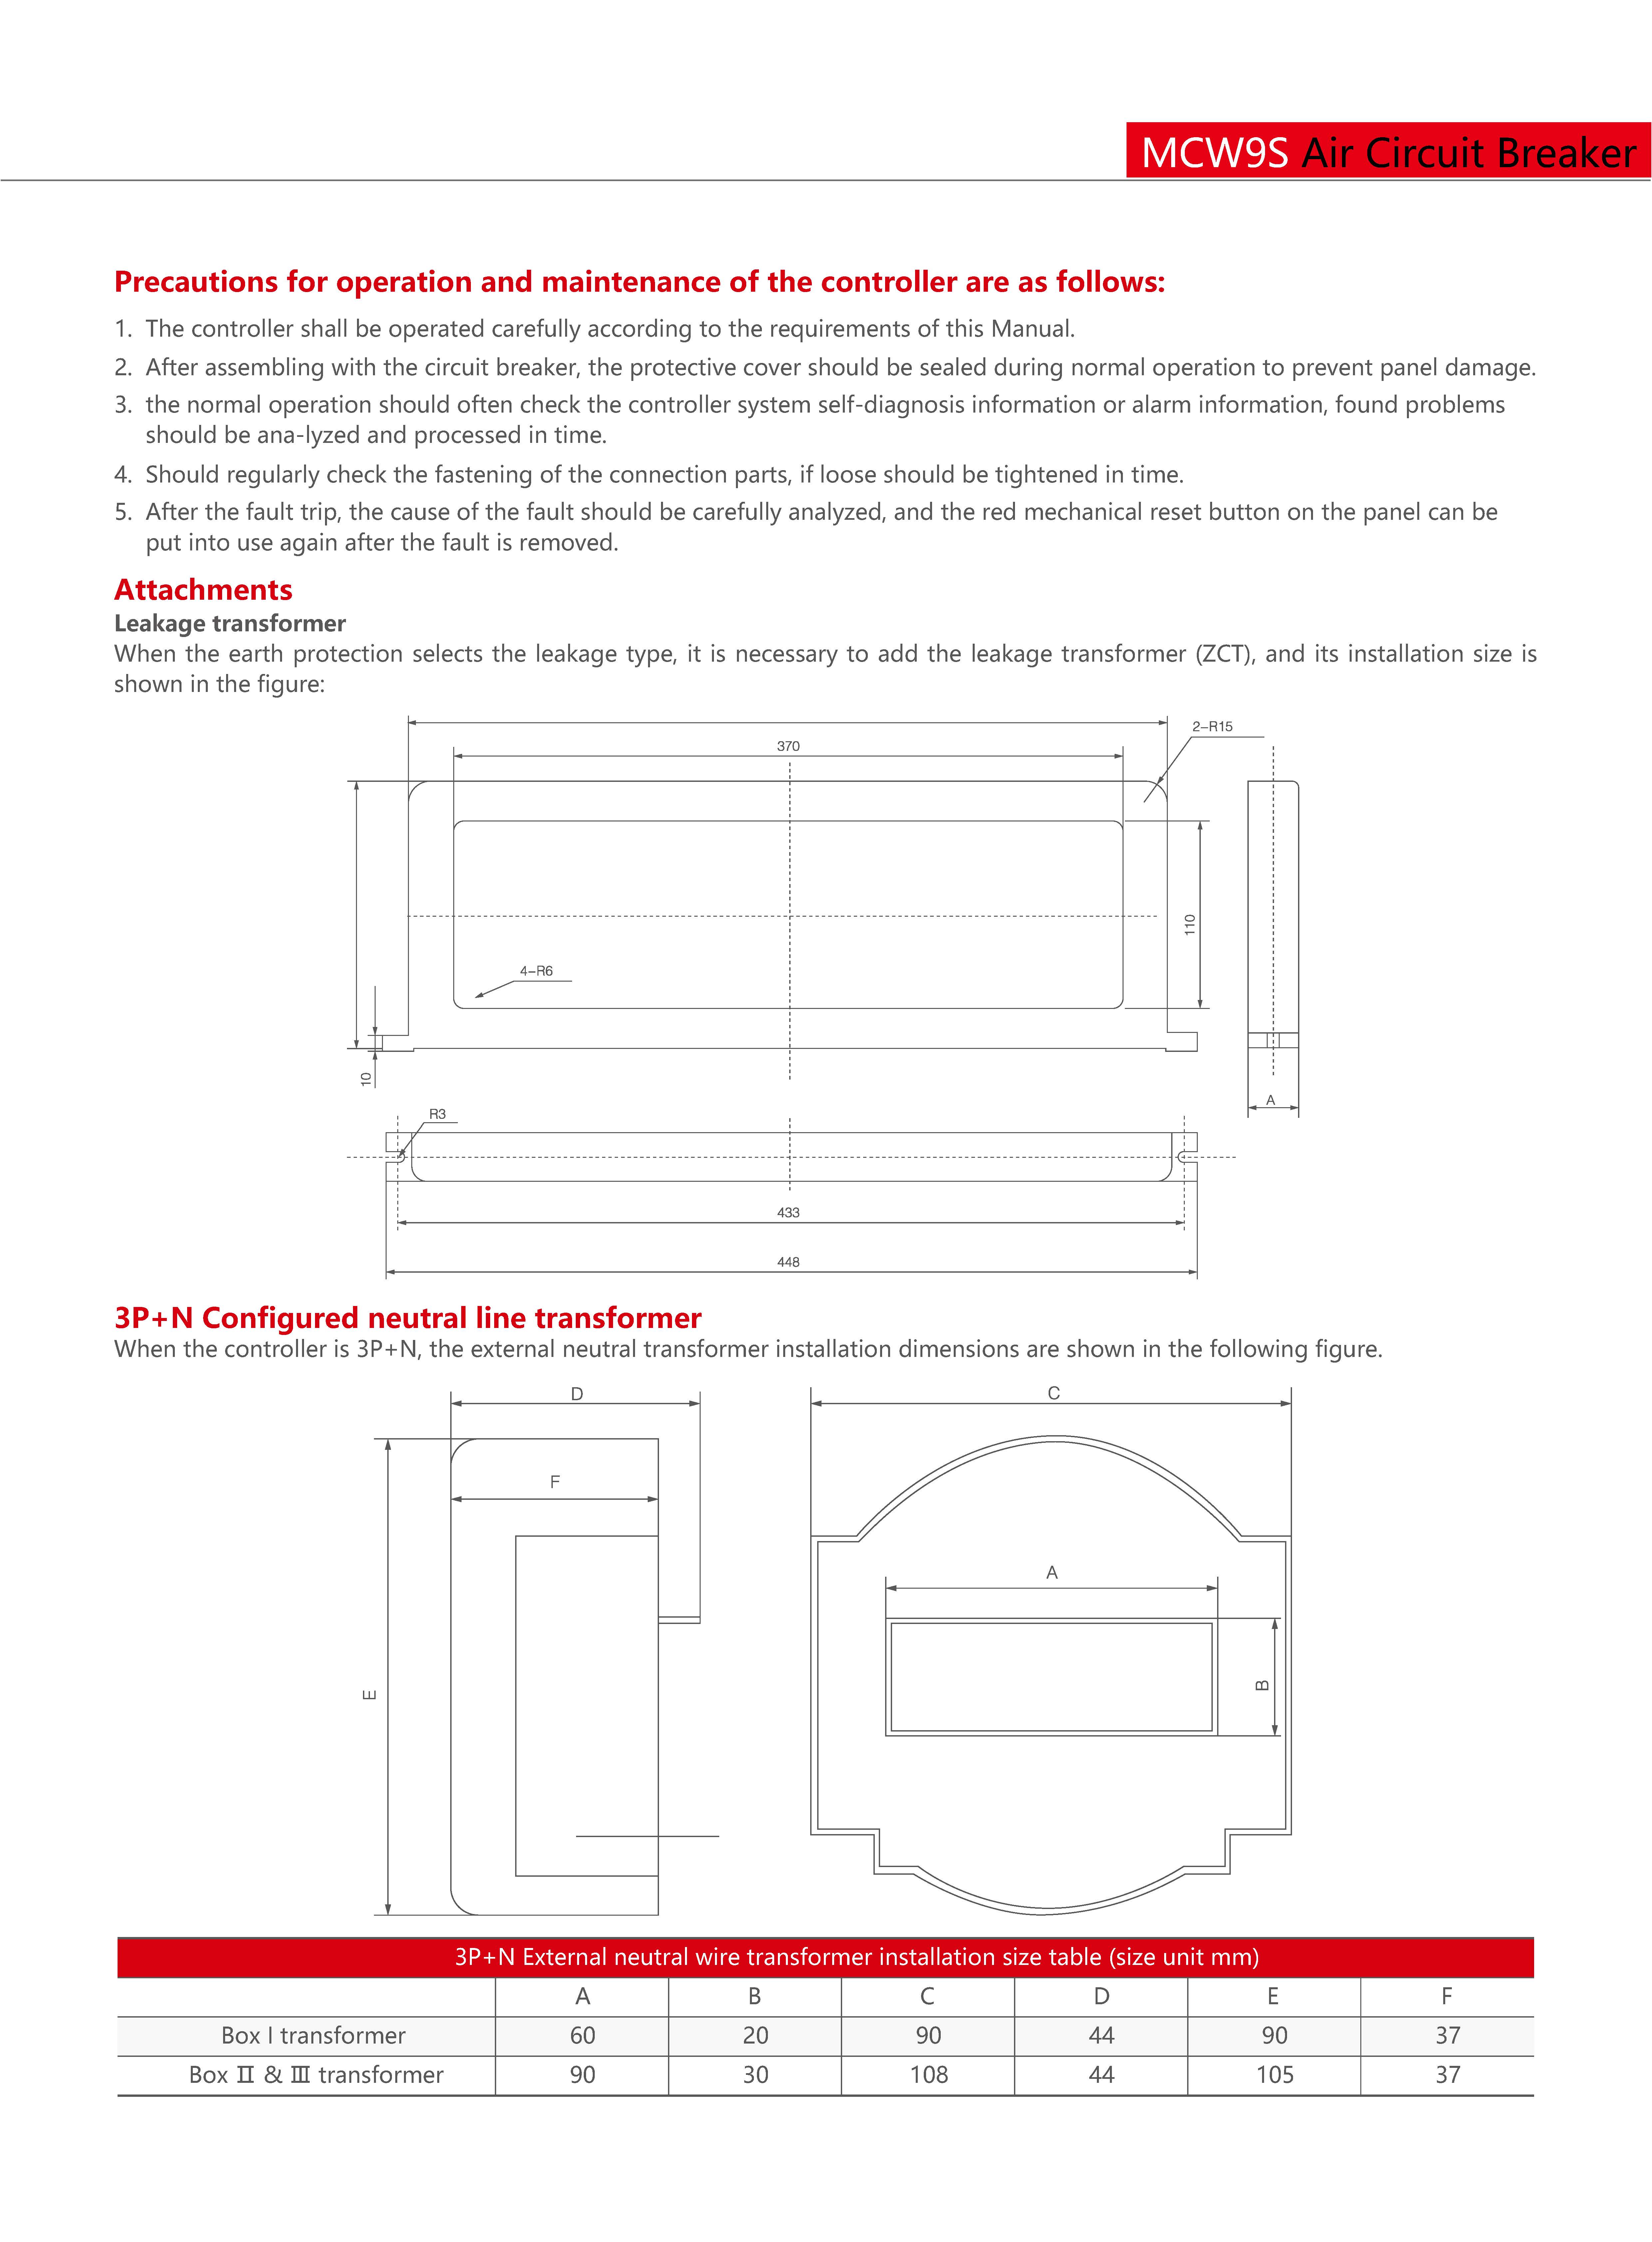 MCW9S Air Circuit Breaker
Precautions for operation and maintenance of the controller are as follows:
1. The controller shall be operated carefully according to the requirements of this Manual.
2. After assembling with the circuit breaker, the protective cover should be sealed during normal operation to prevent panel damage.
3. the normal operation should often check the controller system self-diagnosis information or alarm information, found problems
should be ana-lyzed and processed in time.
4. Should regularly check the fastening of the connection parts, if loose should be tightened in time.
5. After the fault trip, the cause of the fault should be carefully analyzed, and the red mechanical reset button on the panel can be
put into use again after the fault is removed.
Attachments
Leakage transformer
When the earth protection selects the leakage type, it is necessary to add the leakage transformer (ZCT), and its installation size is
shown in the figure:
2-R15
370
110
4-R6
10
A
R3
433
448
3P+N Configured neutral line transformer
When the controller is 3P+N, the external neutral transformer installation dimensions are shown in the following figure.
D
C
F
A
E
B
3P+N External neutral wire transformer installation size table (size unit mm)
A B C D E F
Box I transformer 60 20 90 44 90 37
Box Ⅱ & Ⅲ transformer 90 30 108 44 105 37